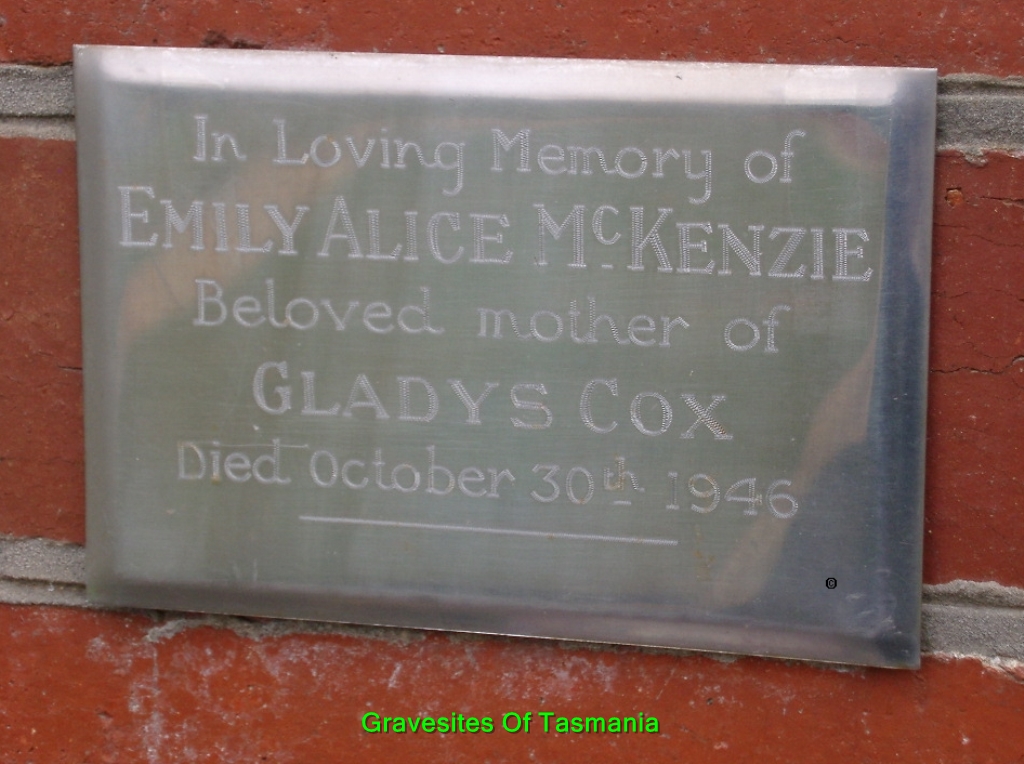 In Loving Memory of
EMILY ALICE McKENZIE
Beloved mother of
GLADYS COX
Died October 30th 1946
©
Gravesites Of Tasmania